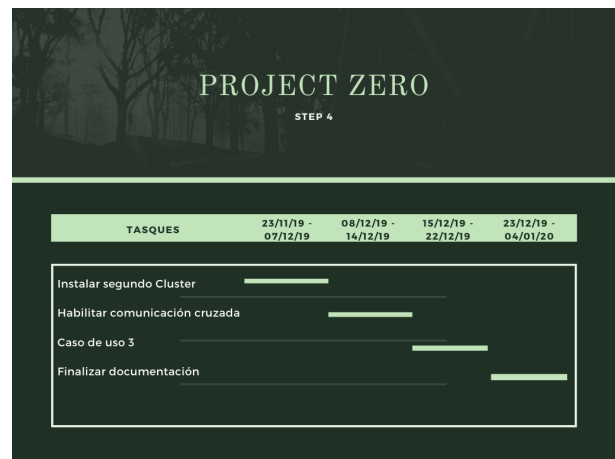 PROJECT ZERO
STEP 4
TASQUES
23/11/19 -
07/12/19
08/12/19 -
14/12/19
15/12/19 -
22/12/19
23/12/19 -
04/01/20
Instalar segundo Cluster
Habilitar comunicación cruzada
Caso de uso 3
Finalizar documentación